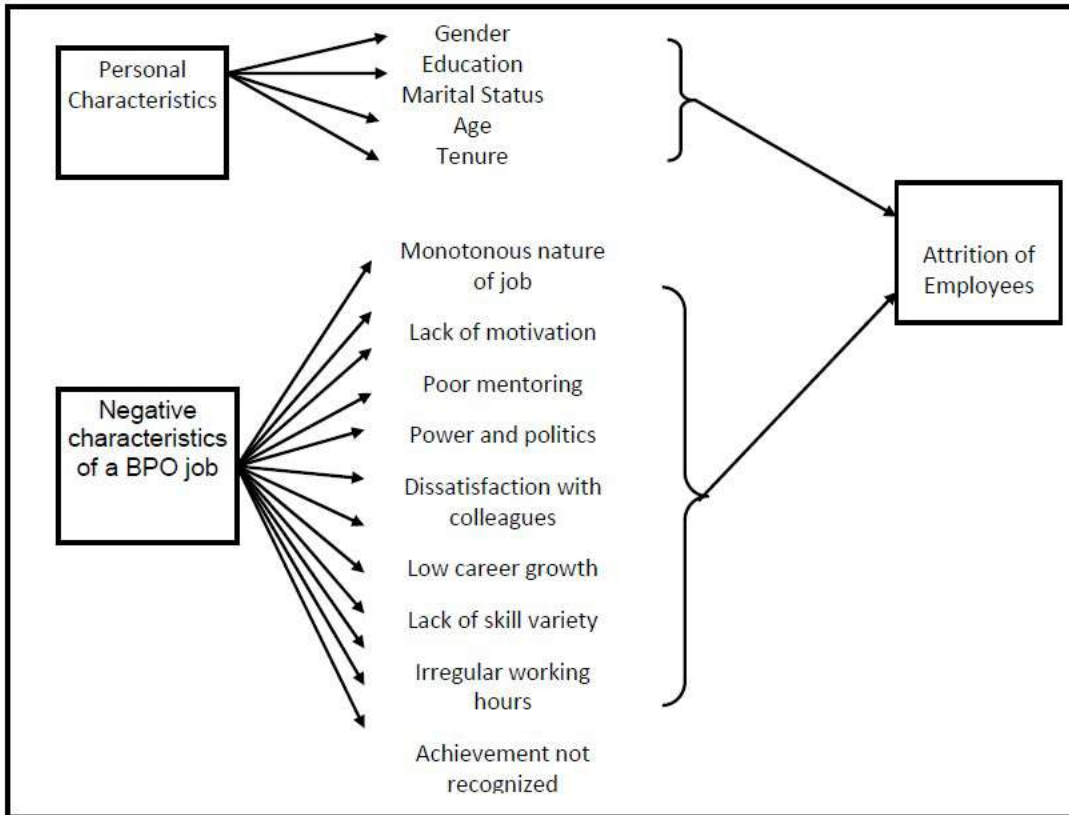 Personal
Characteristics
Gender
Education
Marital Status
Age
Tenure
Negative
characteristics
of a BPO job
Monotonous nature
of job
Lack of motivation
Poor mentoring
Power and politics
Dissatisfaction with
colleagues
Low career growth
Lack of skill variety
Irregular working
hours
Achievement not
recognized
Attrition of
Employees